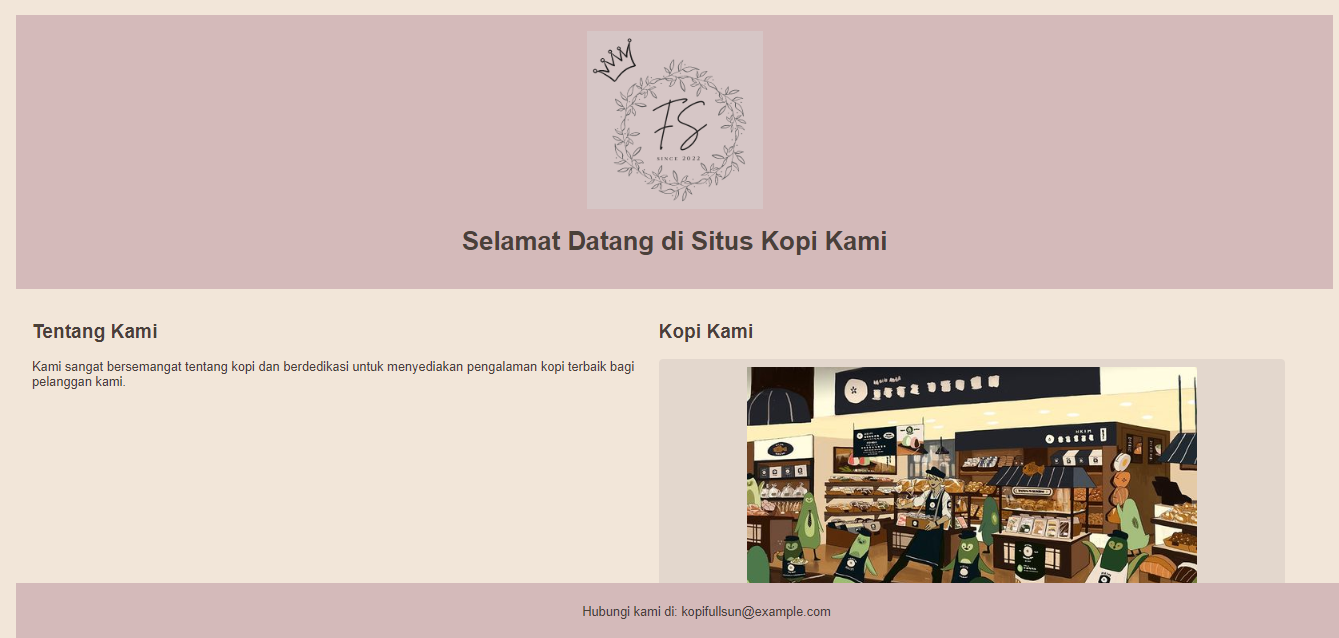 FS
SINCE 2022
Selamat Datang di Situs Kopi Kami
Tentang Kami
Kami sangat bersemangat tentang kopi dan berdedikasi untuk menyediakan pengalaman kopi terbaik bagi
pelanggan kami.
Kopi Kami
Hubungi kami di: kopifullsun@example.com